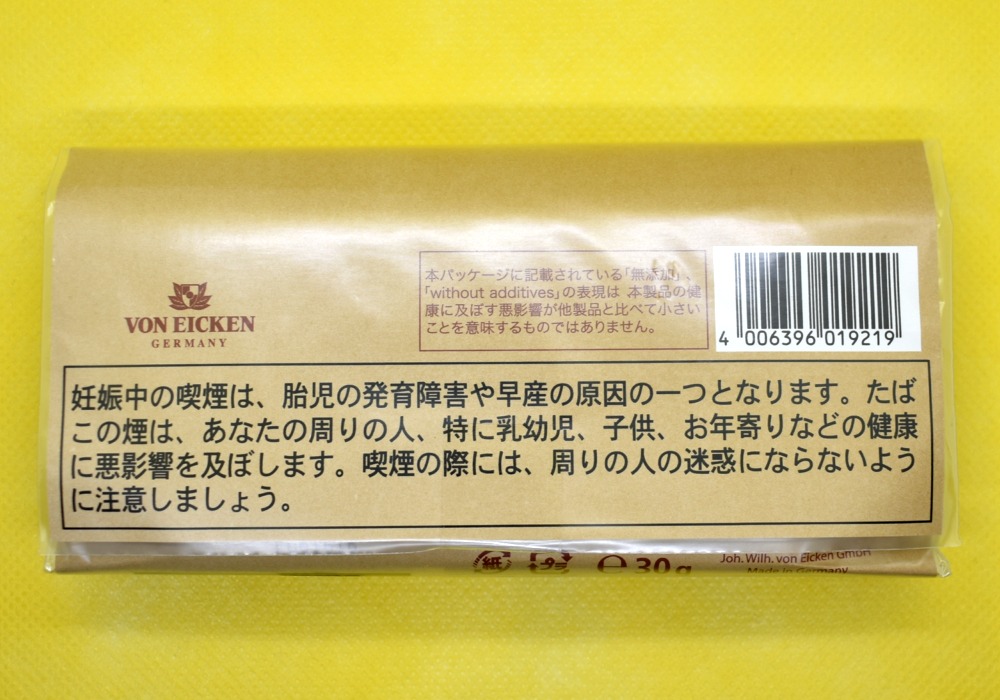 本パッケージに記載されている「無添加」、
「without additives」の表現は、本製品の健
康に及ぼす悪影響が他製品と比べて小さい
ことを意味するものではありません。
4 006396 019219
VON EICKEN
GERMANY
妊娠中の喫煙は、胎児の発育障害や早産の原因の一つとなります。たば
この煙は、あなたの周りの人、特に乳幼児、子供、お年寄りなどの健康
に悪影響を及ぼします。喫煙の際には、周りの人の迷惑にならないよう
に注意しましょう。
紙 プラ ℮ 30 g
Joh. Wilh. von Eicken GmbH
Made in Germany